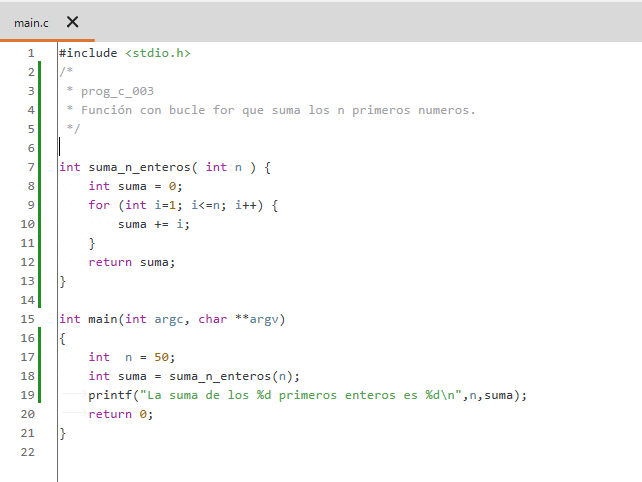 main.c ×
1 #include <stdio.h>
2 /*
3  * prog_c_003
4  * Función con bucle for que suma los n primeros numeros.
5  */
6
7 int suma_n_enteros( int n ) {
8     int suma = 0;
9     for (int i=1; i<=n; i++) {
10         suma += i;
11     }
12     return suma;
13 }
14
15 int main(int argc, char **argv)
16 {
17     int  n = 50;
18     int suma = suma_n_enteros(n);
19     printf("La suma de los %d primeros enteros es %d\n",n,suma);
20     return 0;
21 }
22